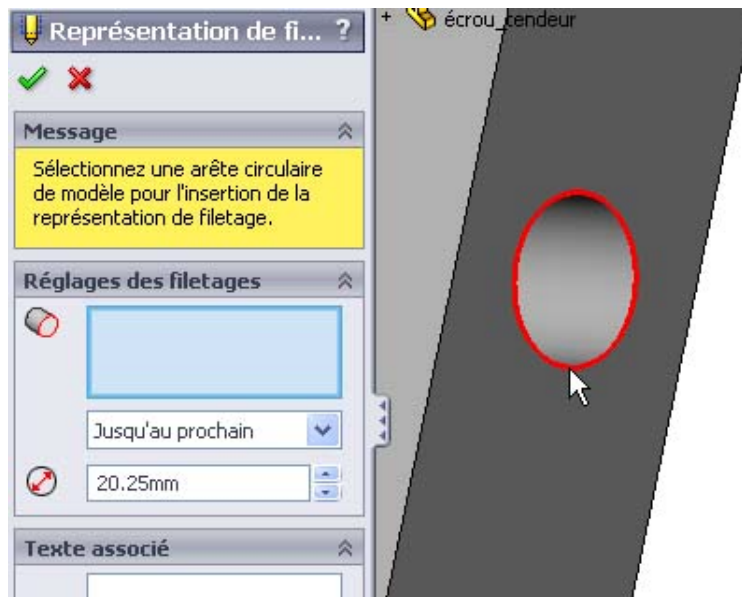 Représentation de fi... ?
+ écrou_cendeur
Message
Sélectionnez une arête circulaire
de modèle pour l'insertion de la
représentation de filetage.
Réglages des filetages
Jusqu'au prochain
20.25mm
Texte associé